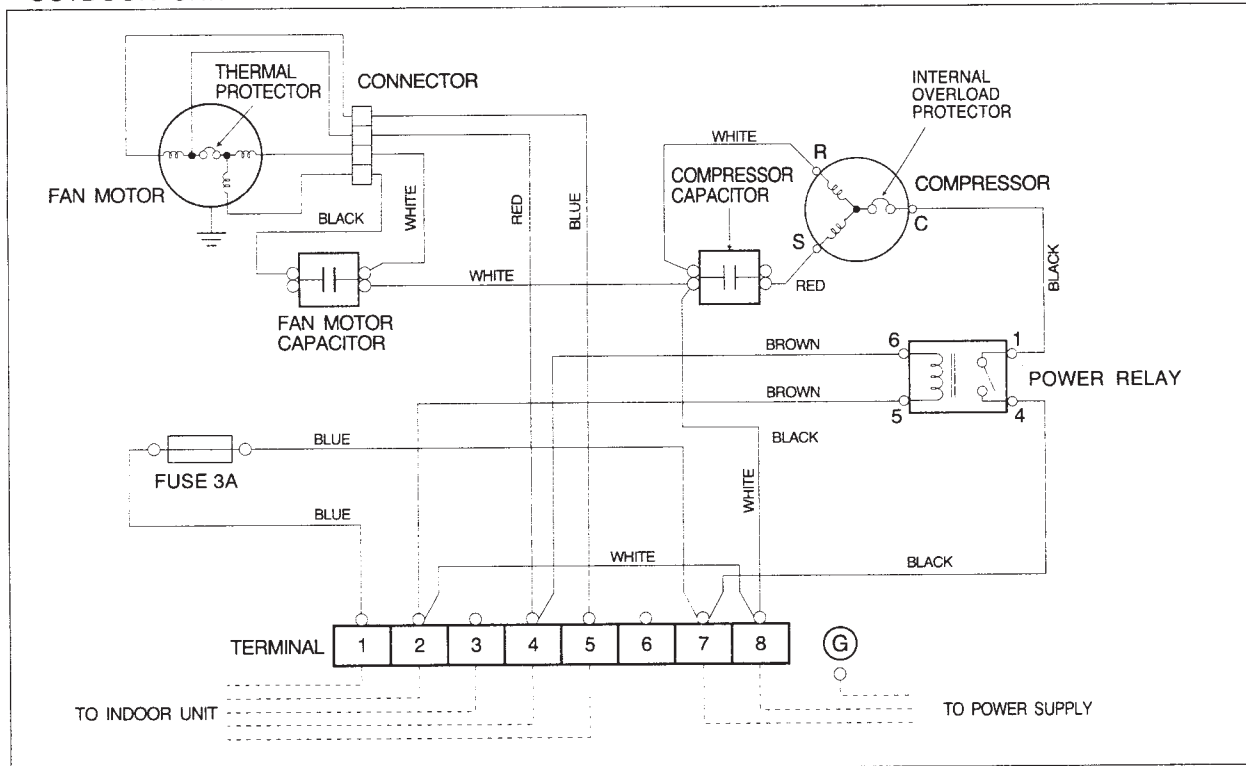 THERMAL
PROTECTOR
CONNECTOR
FAN MOTOR
BLACK
WHITE
RED
BLUE
WHITE
FAN MOTOR
CAPACITOR
WHITE
COMPRESSOR
CAPACITOR
INTERNAL
OVERLOAD
PROTECTOR
R
S
C
COMPRESSOR
RED
BLACK
BROWN
BROWN
6
5
1
4
POWER RELAY
BLACK
WHITE
BLUE
FUSE 3A
BLUE
WHITE
BLACK
TERMINAL
1 2 3 4 5 6 7 8
G
TO INDOOR UNIT
TO POWER SUPPLY